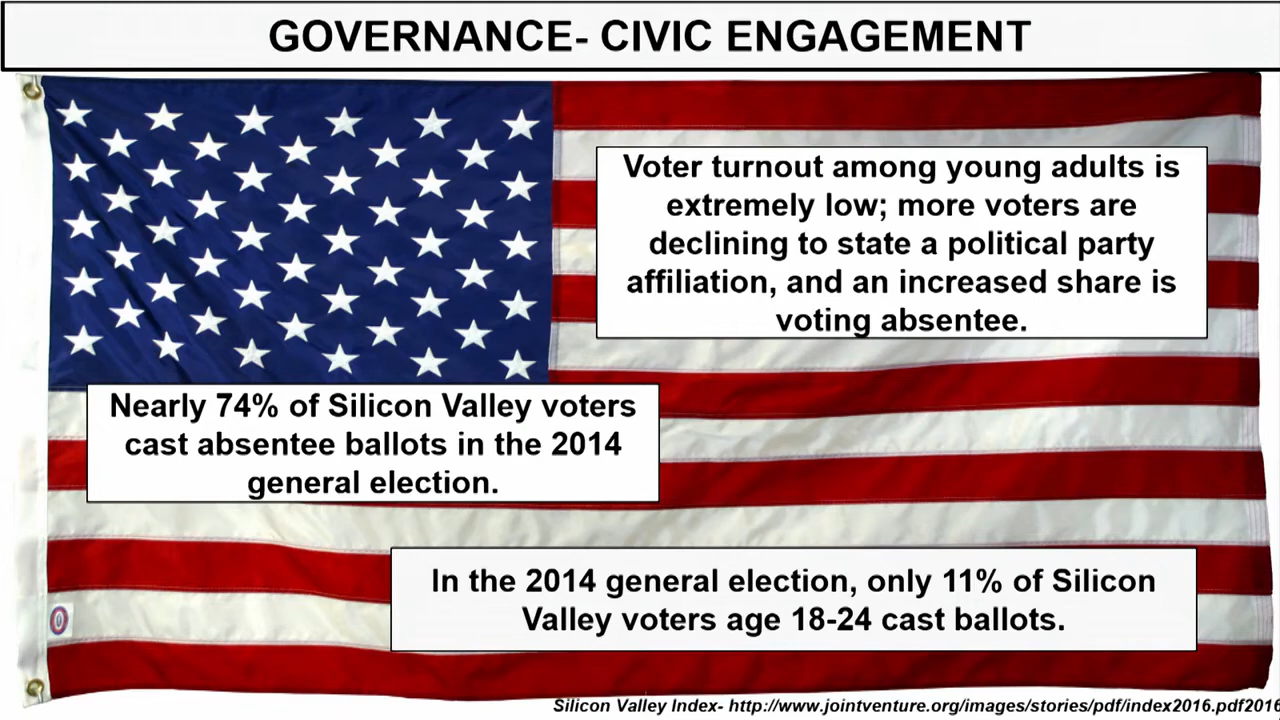 GOVERNANCE- CIVIC ENGAGEMENT
Voter turnout among young adults is
extremely low; more voters are
declining to state a political party
affiliation, and an increased share is
voting absentee.
Nearly 74% of Silicon Valley voters
cast absentee ballots in the 2014
general election.
In the 2014 general election, only 11% of Silicon
Valley voters age 18-24 cast ballots.
Silicon Valley Index- http://www.jointventure.org/images/stories/pdf/index2016.pdf2016